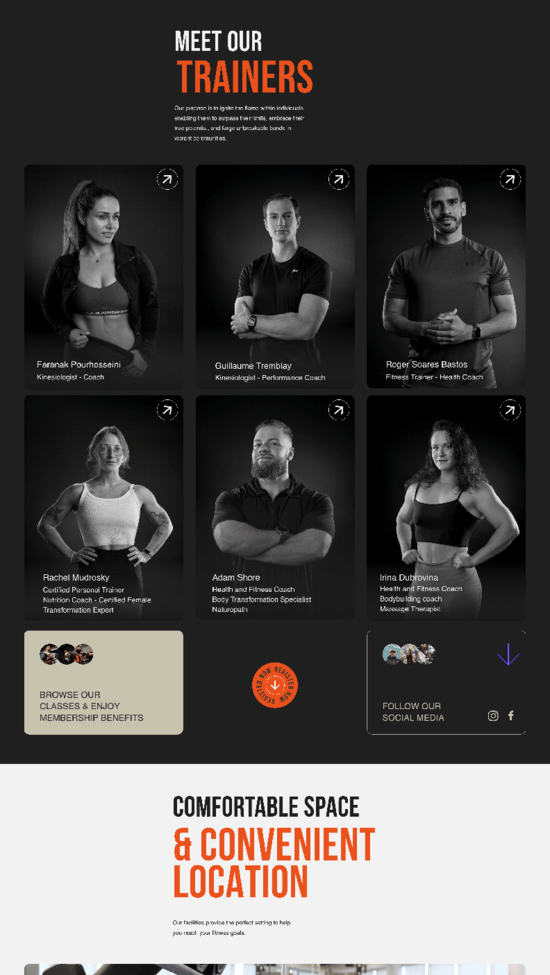 MEET OUR
TRAINERS
Our purpose is to ignite the flame within individuals
enabling them to surpass their limits, embrace their
true potential, and forge unbreakable bonds in
vibrant communities.
Faranak Pourhosseini
Kinesiologist - Coach
Guillaume Tremblay
Kinesiologist - Performance Coach
Roger Soares Bastos
Fitness Trainer - Health Coach
Rachel Mudrosky
Certified Personal Trainer
Nutrition Coach - Certified Female
Transformation Expert
Adam Shore
Health and Fitness Coach
Body Transformation Specialist
Naturopath
Irina Dubrovina
Health and Fitness Coach
Bodybuilding coach
Massage Therapist
BROWSE OUR
CLASSES & ENJOY
MEMBERSHIP BENEFITS
REGISTER NOW REGISTER NOW
FOLLOW OUR
SOCIAL MEDIA
COMFORTABLE SPACE
& CONVENIENT
LOCATION
Our facilities provide the perfect setting to help
you reach your fitness goals.